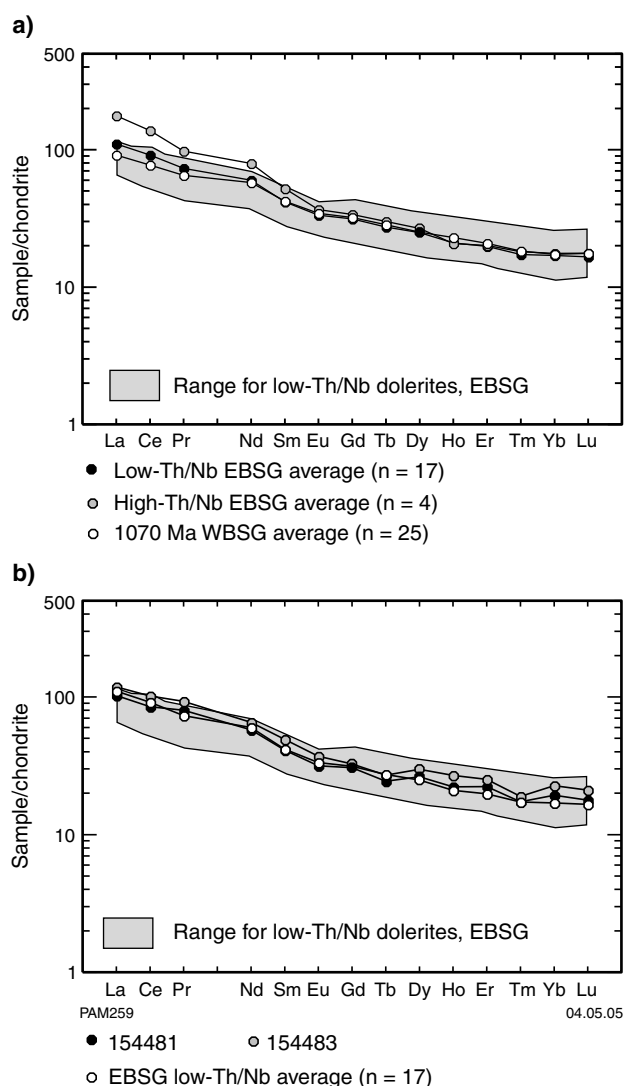 a)
500
100
10
1
Sample/chondrite
Range for low-Th/Nb dolerites, EBSG
La Ce Pr Nd Sm Eu Gd Tb Dy Ho Er Tm Yb Lu
Low-Th/Nb EBSG average (n = 17)
High-Th/Nb EBSG average (n = 4)
1070 Ma WBSG average (n = 25)
b)
500
100
10
1
Sample/chondrite
Range for low-Th/Nb dolerites, EBSG
La Ce Pr Nd Sm Eu Gd Tb Dy Ho Er Tm Yb Lu
PAM259 04.05.05
154481 154483
EBSG low-Th/Nb average (n = 17)